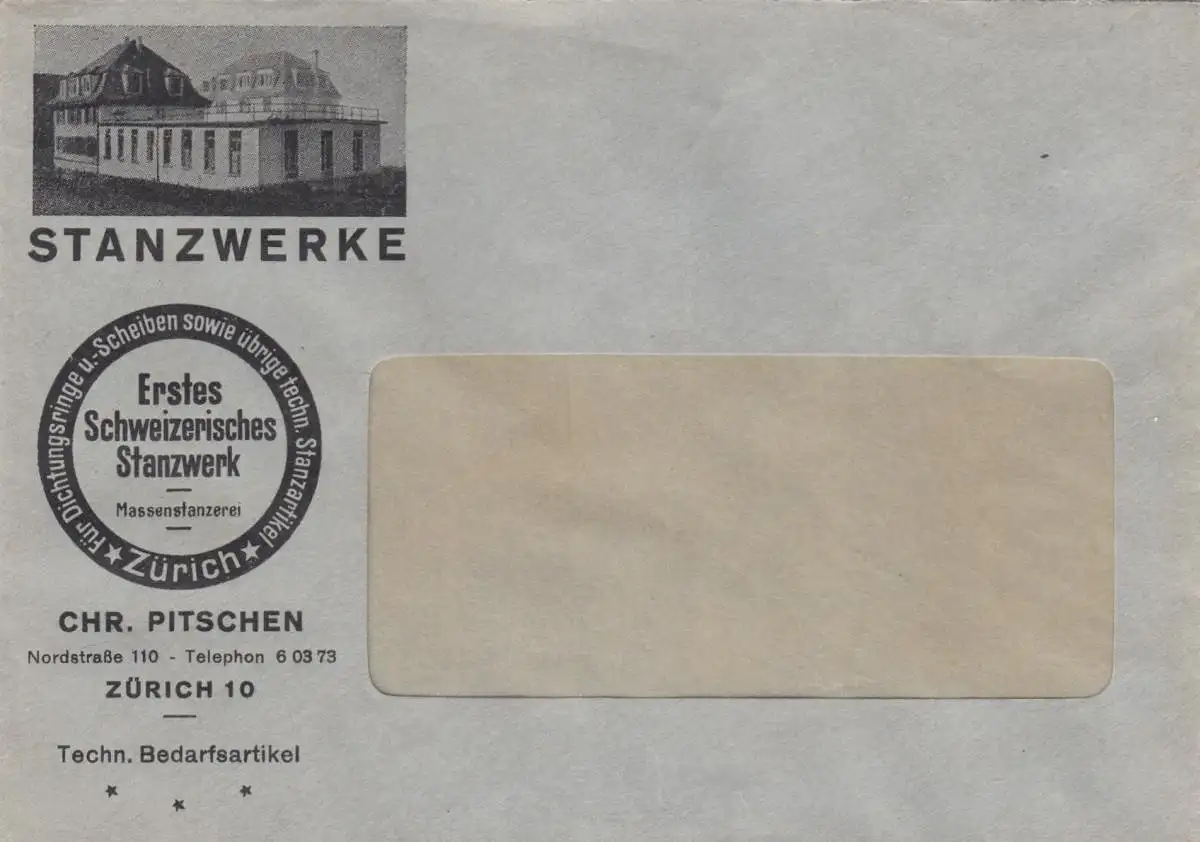 STANZWERKE
Für Dichtungsringe u.-Scheiben sowie übrige techn. Stanzartikel
Erstes
Schweizerisches
Stanzwerk
Massenstanzerei
★ Zürich ★
CHR. PITSCHEN
Nordstraße 110 - Telephon 6 03 73
ZÜRICH 10
Techn. Bedarfsartikel